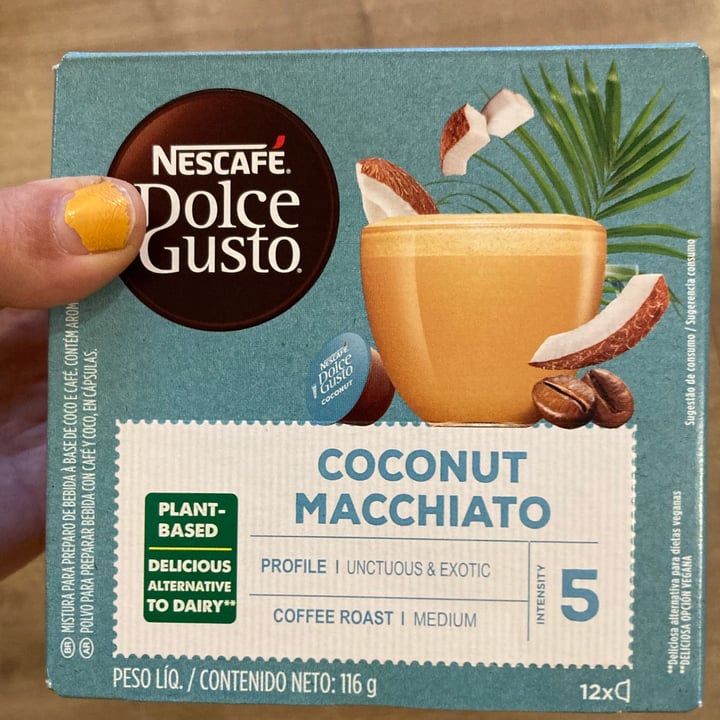 NESCAFÉ®
Dolce
Gusto®
NESCAFÉ
Dolce
Gusto
COCONUT
COCONUT
MACCHIATO
PLANT-
BASED
DELICIOUS
ALTERNATIVE
TO DAIRY**
PROFILE | UNCTUOUS & EXOTIC
COFFEE ROAST | MEDIUM
INTENSITY
5
PESO LÍQ. / CONTENIDO NETO: 116 g
12x
BR MISTURA PARA PREPARO DE BEBIDA À BASE DE COCO E CAFÉ. CONTÉM AROM
AR POLVO PARA PREPARAR BEBIDA CON CAFÉ Y COCO, EN CÁPSULAS.
Sugestão de consumo / Sugerencia consumo
**Deliciosa alternativa para dietas veganas
**DELICIOSA OPCIÓN VEGANA